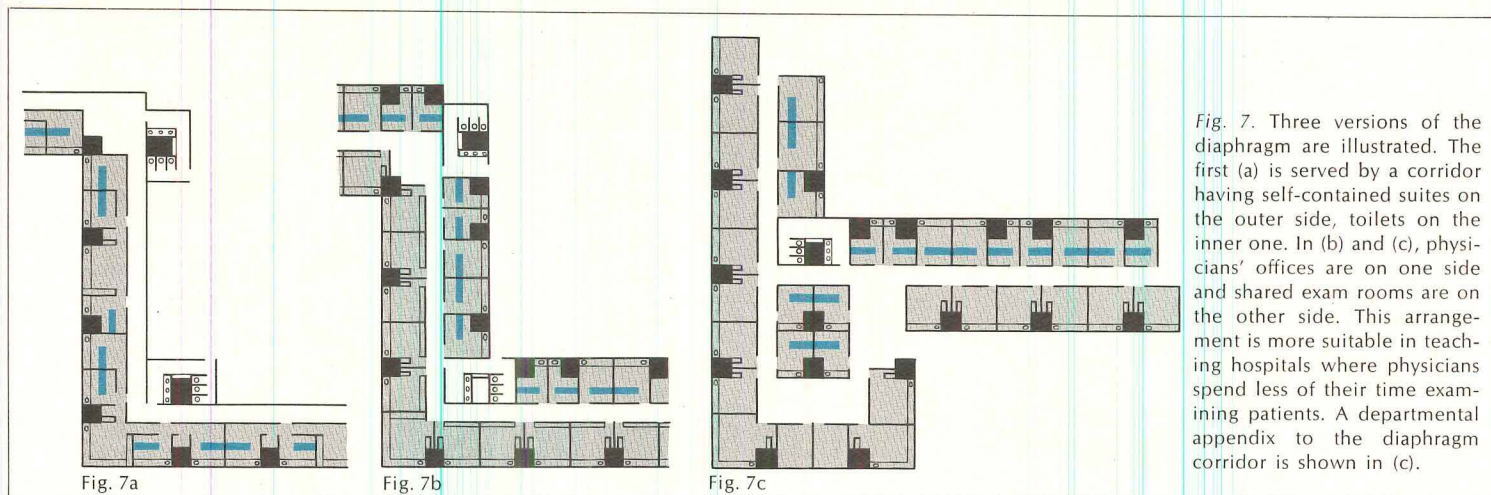 Fig. 7. Three versions of the
diaphragm are illustrated. The
first (a) is served by a corridor
having self-contained suites on
the outer side, toilets on the
inner one. In (b) and (c), physi-
cians' offices are on one side
and shared exam rooms are on
the other side. This arrange-
ment is more suitable in teach-
ing hospitals where physicians
spend less of their time exam-
ining patients. A departmental
appendix to the diaphragm
corridor is shown in (c).
Fig. 7a
Fig. 7b
Fig. 7c